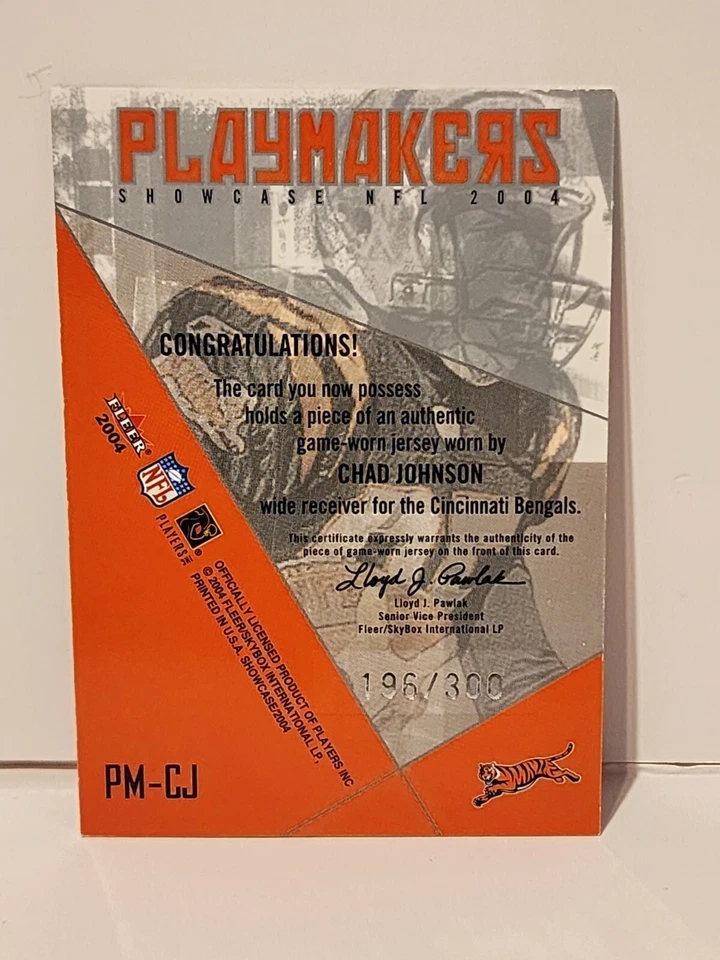 PLAYMAKERS
SHOWCASE NFL 2004
CONGRATULATIONS!
The card you now possess
holds a piece of an authentic
game-worn jersey worn by
CHAD JOHNSON
wide receiver for the Cincinnati Bengals.
This certificate expressly warrants the authenticity of the
piece of game-worn jersey on the front of this card.
Lloyd J. Pawlak
Lloyd J. Pawlak
Senior Vice President
Fleer/SkyBox International LP
196/300
FLEER
2004
NFL
PLAYERS INC
OFFICIALLY LICENSED PRODUCT OF PLAYERS INC
© 2004 FLEER/SKYBOX INTERNATIONAL LP,
PRINTED IN U.S.A. SHOWCASE/2004
PM-CJ